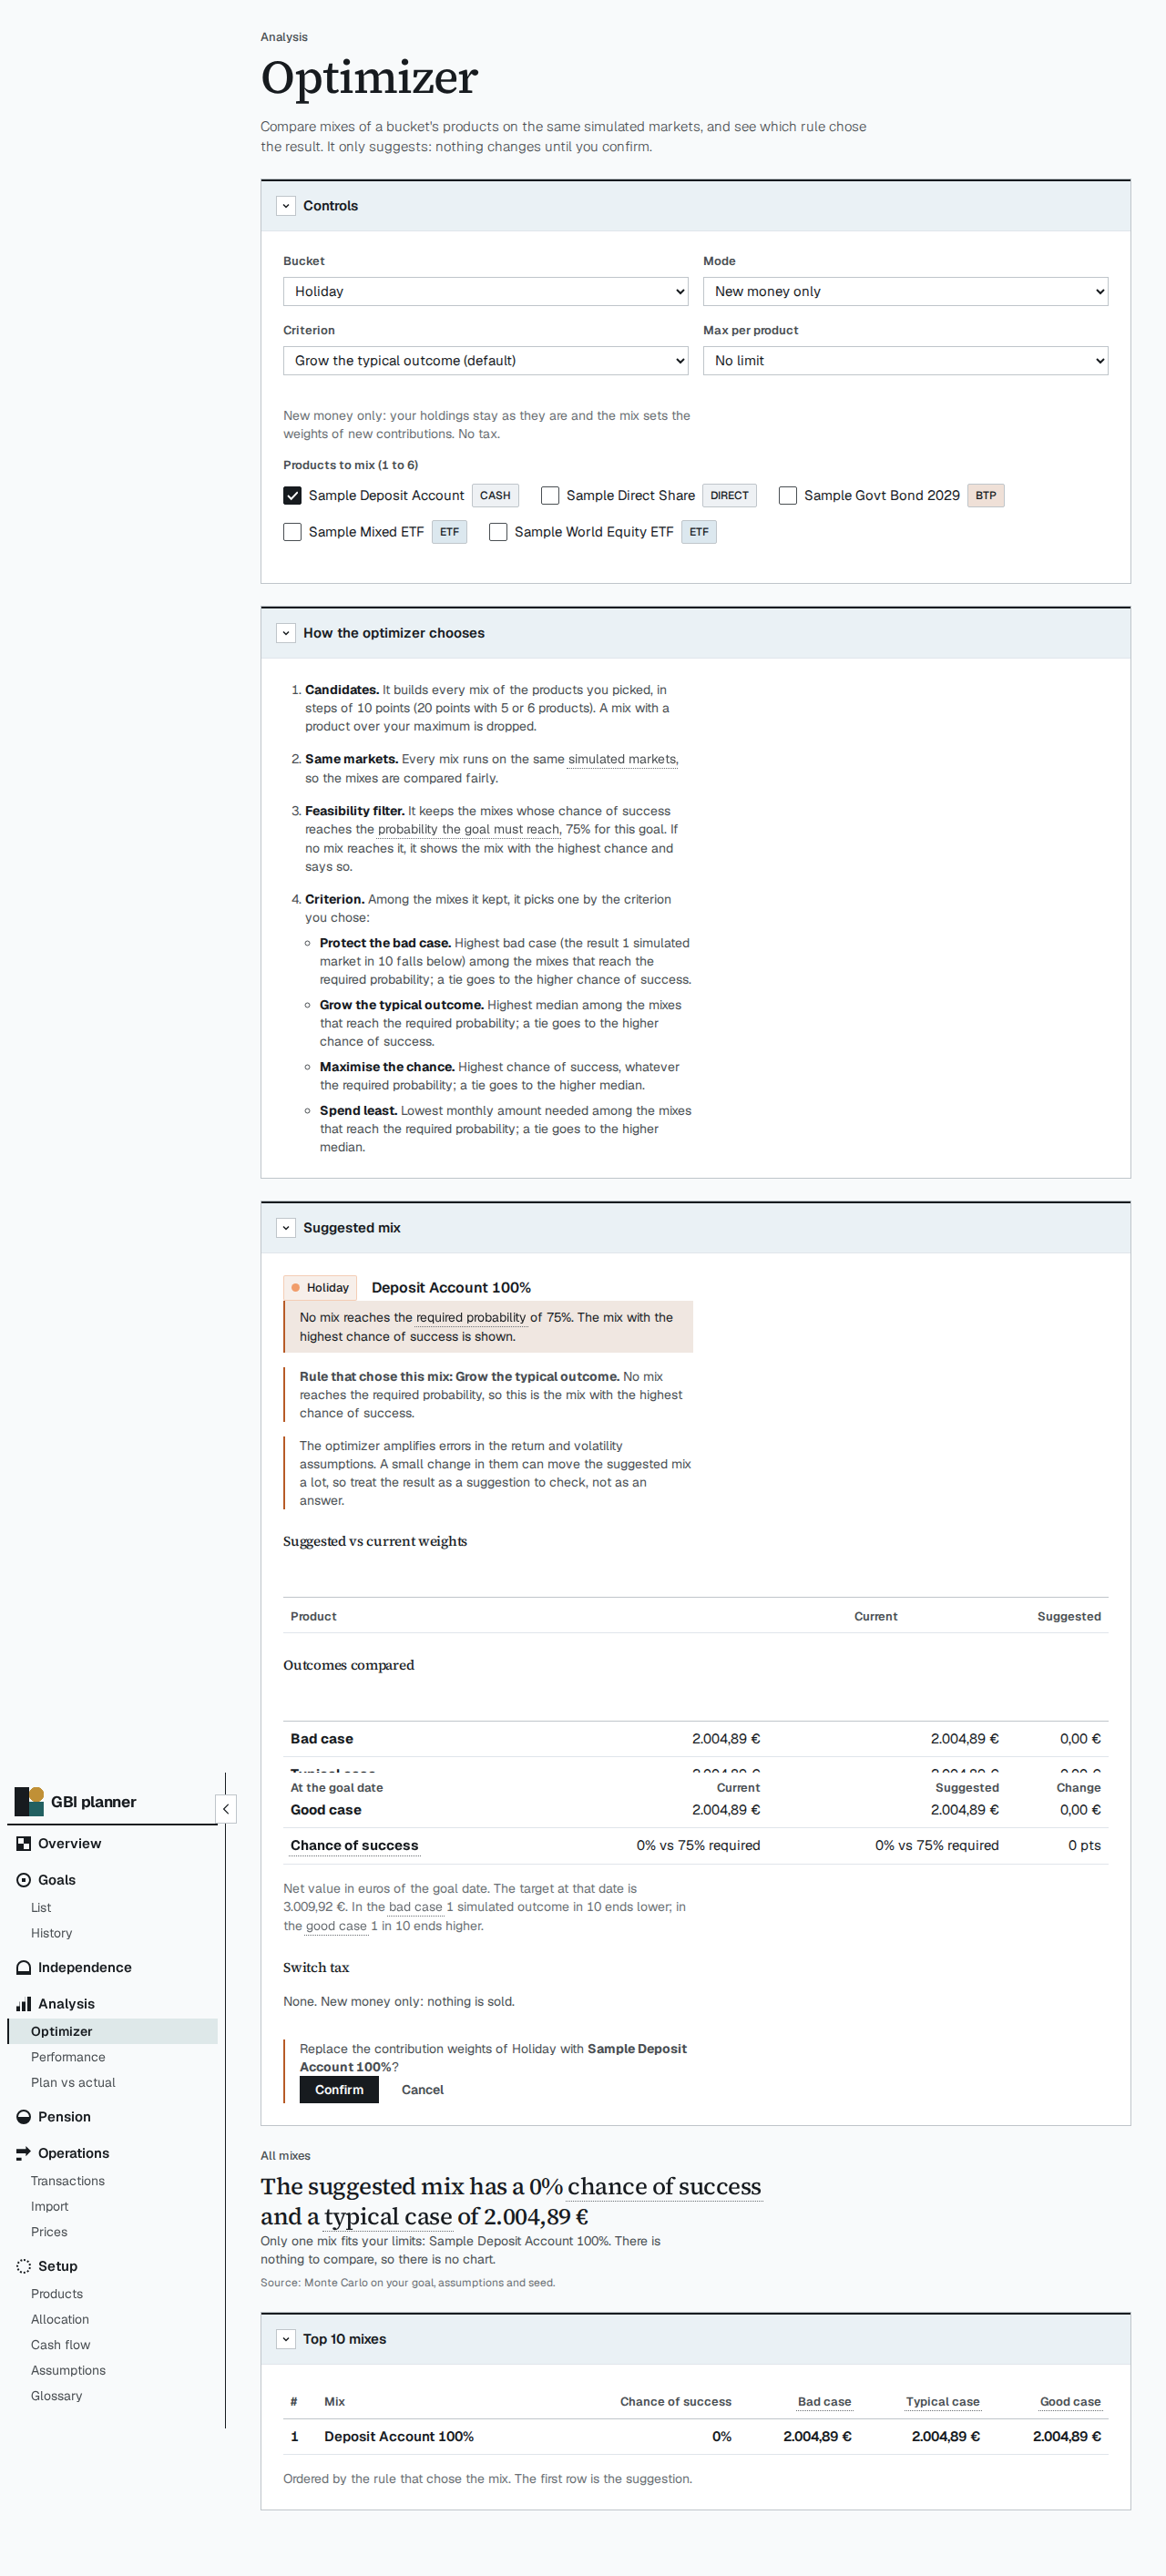 Analysis
Optimizer
Compare mixes of a bucket's products on the same simulated markets, and see which rule chose
the result. It only suggests: nothing changes until you confirm.
Controls
Bucket
Mode
Holiday
New money only
Criterion
Max per product
Grow the typical outcome (default)
No limit
New money only: your holdings stay as they are and the mix sets the
weights of new contributions. No tax.
Products to mix (1 to 6)
Sample Deposit Account CASH Sample Direct Share DIRECT Sample Govt Bond 2029 BTP
Sample Mixed ETF ETF Sample World Equity ETF ETF
How the optimizer chooses
1. Candidates. It builds every mix of the products you picked, in
steps of 10 points (20 points with 5 or 6 products). A mix with a
product over your maximum is dropped.
2. Same markets. Every mix runs on the same simulated markets,
so the mixes are compared fairly.
3. Feasibility filter. It keeps the mixes whose chance of success
reaches the probability the goal must reach, 75% for this goal. If
no mix reaches it, it shows the mix with the highest chance and
says so.
4. Criterion. Among the mixes it kept, it picks one by the criterion
you chose:
Protect the bad case. Highest bad case (the result 1 simulated
market in 10 falls below) among the mixes that reach the
required probability; a tie goes to the higher chance of success.
Grow the typical outcome. Highest median among the mixes
that reach the required probability; a tie goes to the higher
chance of success.
Maximise the chance. Highest chance of success, whatever
the required probability; a tie goes to the higher median.
Spend least. Lowest monthly amount needed among the mixes
that reach the required probability; a tie goes to the higher
median.
Suggested mix
Holiday Deposit Account 100%
No mix reaches the required probability of 75%. The mix with the
highest chance of success is shown.
Rule that chose this mix: Grow the typical outcome. No mix
reaches the required probability, so this is the mix with the highest
chance of success.
The optimizer amplifies errors in the return and volatility
assumptions. A small change in them can move the suggested mix
a lot, so treat the result as a suggestion to check, not as an
answer.
Suggested vs current weights
Product Current Suggested
Outcomes compared
Bad case 2.004,89 € 2.004,89 € 0,00 €
At the goal date Current Suggested Change
Good case 2.004,89 € 2.004,89 € 0,00 €
Chance of success 0% vs 75% required 0% vs 75% required 0 pts
Net value in euros of the goal date. The target at that date is
3.009,92 €. In the bad case 1 simulated outcome in 10 ends lower; in
the good case 1 in 10 ends higher.
Switch tax
None. New money only: nothing is sold.
Replace the contribution weights of Holiday with Sample Deposit
Account 100%?
Confirm Cancel
All mixes
The suggested mix has a 0% chance of success
and a typical case of 2.004,89 €
Only one mix fits your limits: Sample Deposit Account 100%. There is
nothing to compare, so there is no chart.
Source: Monte Carlo on your goal, assumptions and seed.
Top 10 mixes
# Mix Chance of success Bad case Typical case Good case
1 Deposit Account 100% 0% 2.004,89 € 2.004,89 € 2.004,89 €
Ordered by the rule that chose the mix. The first row is the suggestion.
GBI planner
Overview
Goals
List
History
Independence
Analysis
Optimizer
Performance
Plan vs actual
Pension
Operations
Transactions
Import
Prices
Setup
Products
Allocation
Cash flow
Assumptions
Glossary